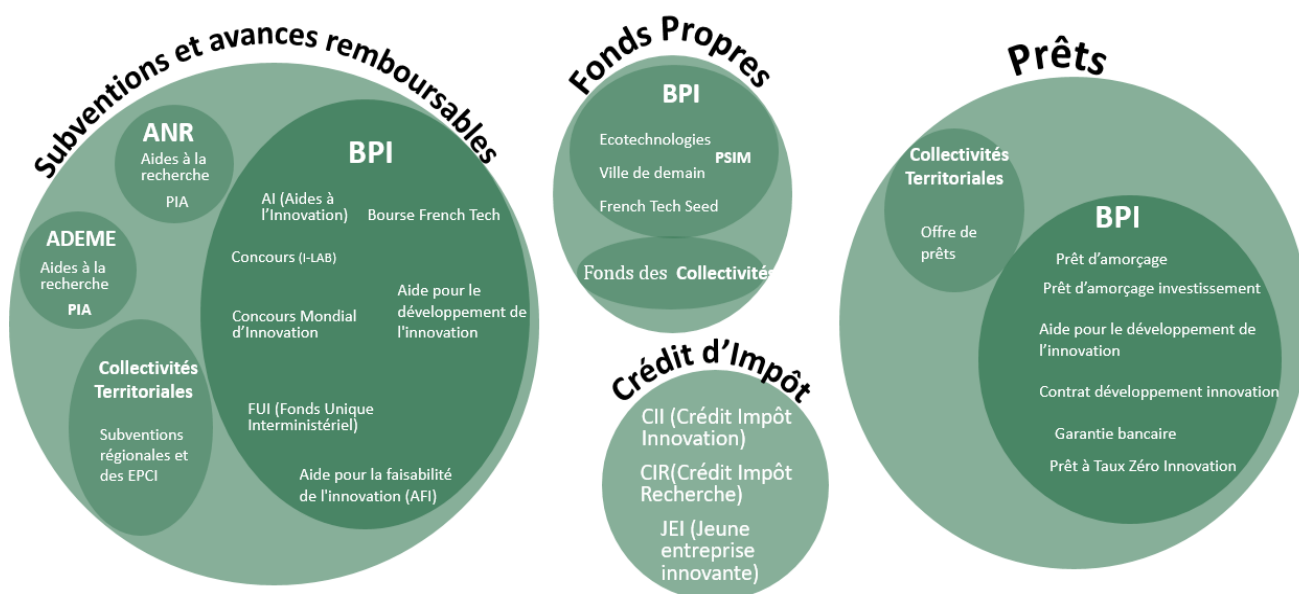 Subventions et avances remboursables
ANR
Aides à la
recherche
PIA
ADEME
Aides à la
recherche
PIA
Collectivités
Territoriales
Subventions
régionales et
des EPCI
BPI
AI (Aides à
l’Innovation)
Bourse French Tech
Concours (I-LAB)
Aide pour le
développement de
l'innovation
Concours Mondial
d’Innovation
FUI (Fonds Unique
Interministériel)
Aide pour la faisabilité
de l'innovation (AFI)
Fonds Propres
BPI
Ecotechnologies
PSIM
Ville de demain
French Tech Seed
Fonds des Collectivités
Crédit d’Impôt
CII (Crédit Impôt
Innovation)
CIR(Crédit Impôt
Recherche)
JEI (Jeune
entreprise
innovante)
Prêts
Collectivités
Territoriales
Offre de
prêts
BPI
Prêt d’amorçage
Prêt d’amorçage investissement
Aide pour le développement de
l’innovation
Contrat développement innovation
Garantie bancaire
Prêt à Taux Zéro Innovation